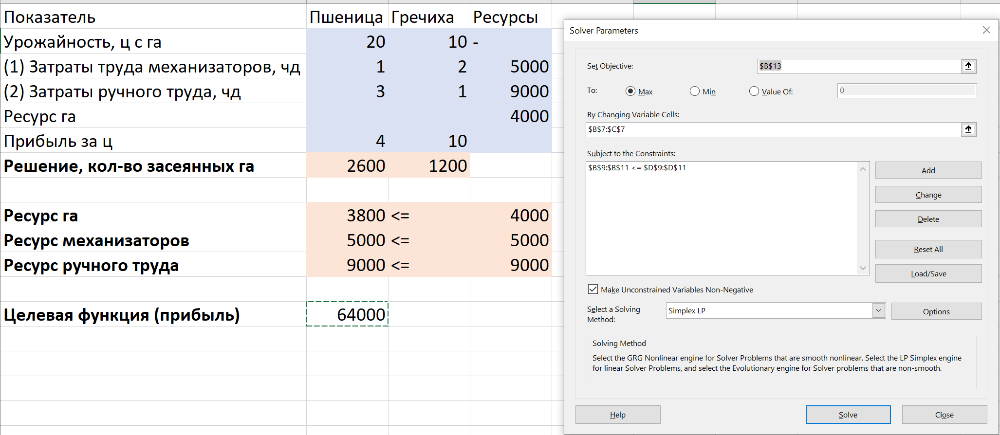 Показатель Пшеница Гречиха Ресурсы
Урожайность, ц с га 20 10 -
(1) Затраты труда механизаторов, чд 1 2 5000
(2) Затраты ручного труда, чд 3 1 9000
Ресурс га 4000
Прибыль за ц 4 10
Решение, кол-во засеянных га 2600 1200
Ресурс га 3800 <= 4000
Ресурс механизаторов 5000 <= 5000
Ресурс ручного труда 9000 <= 9000
Целевая функция (прибыль) 64000
Solver Parameters
Set Objective: $B$13
To: Max Min Value Of: 0
By Changing Variable Cells:
$B$7:$C$7
Subject to the Constraints:
$B$9:$B$11 <= $D$9:$D$11
Add
Change
Delete
Reset All
Load/Save
Make Unconstrained Variables Non-Negative
Select a Solving
Method:
Simplex LP
Options
Solving Method
Select the GRG Nonlinear engine for Solver Problems that are smooth nonlinear. Select the LP Simplex engine
for linear Solver Problems, and select the Evolutionary engine for Solver problems that are non-smooth.
Help Solve Close